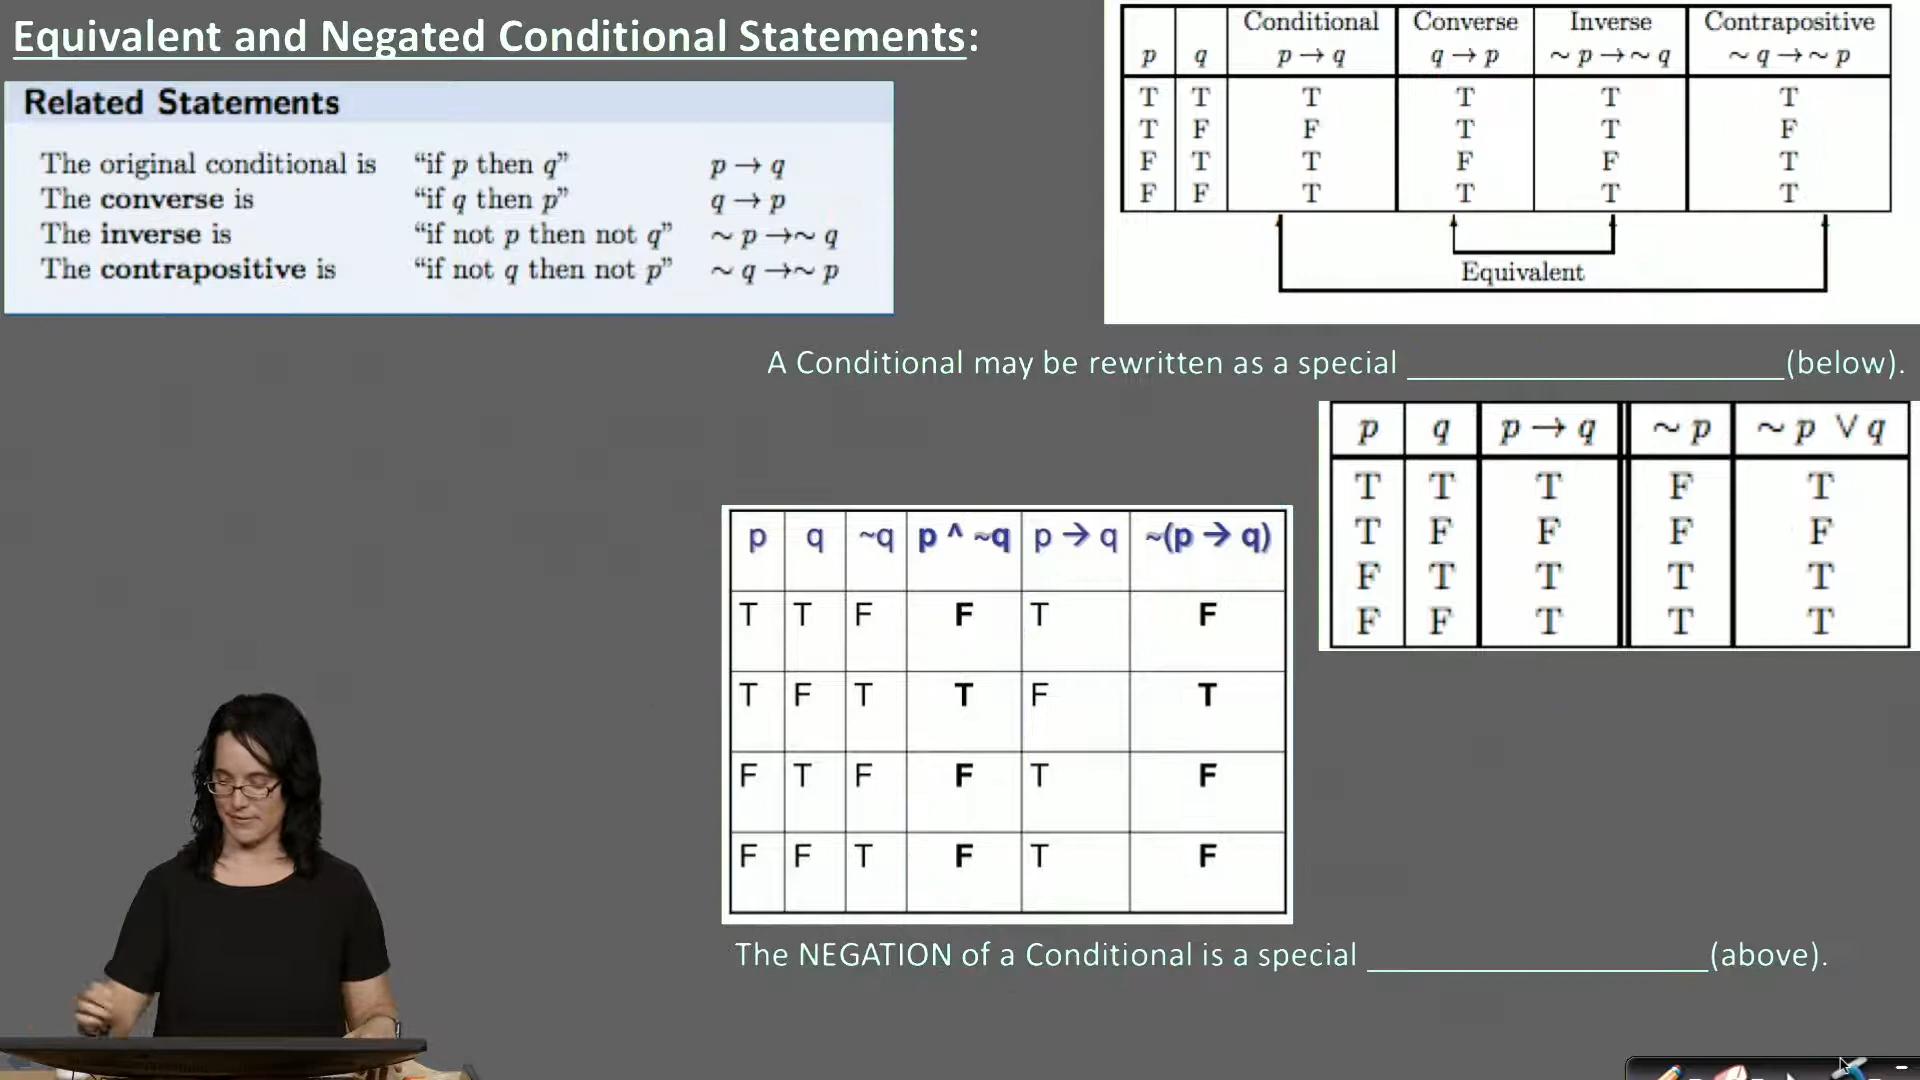 Equivalent and Negated Conditional Statements:
Related Statements
The original conditional is “if p then q” p → q
The converse is “if q then p” q → p
The inverse is “if not p then not q” ~ p →~ q
The contrapositive is “if not q then not p” ~ q →~ p
Conditional Converse Inverse Contrapositive
p q p → q q → p ~ p →~ q ~ q →~ p
T T T T T T
T F F T T F
F T T F F T
F F T T T T
Equivalent
A Conditional may be rewritten as a special ____________________(below).
p q p → q ~ p ~ p ∨ q
T T T F T
T F F F F
F T T T T
F F T T T
p q ~q p ^ ~q p → q ~(p → q)
T T F F T F
T F T T F T
F T F F T F
F F T F T F
The NEGATION of a Conditional is a special __________________(above).